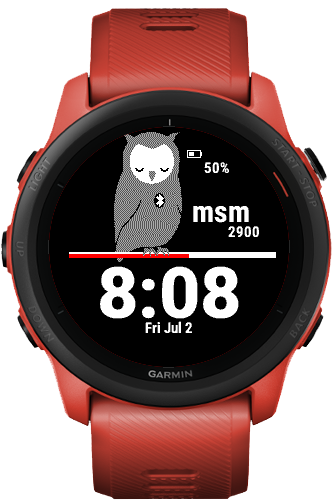 LIGHT
START·STOP
50%
msm
2900
UP
8:08
Fri Jul 2
DOWN
BACK
GARMIN